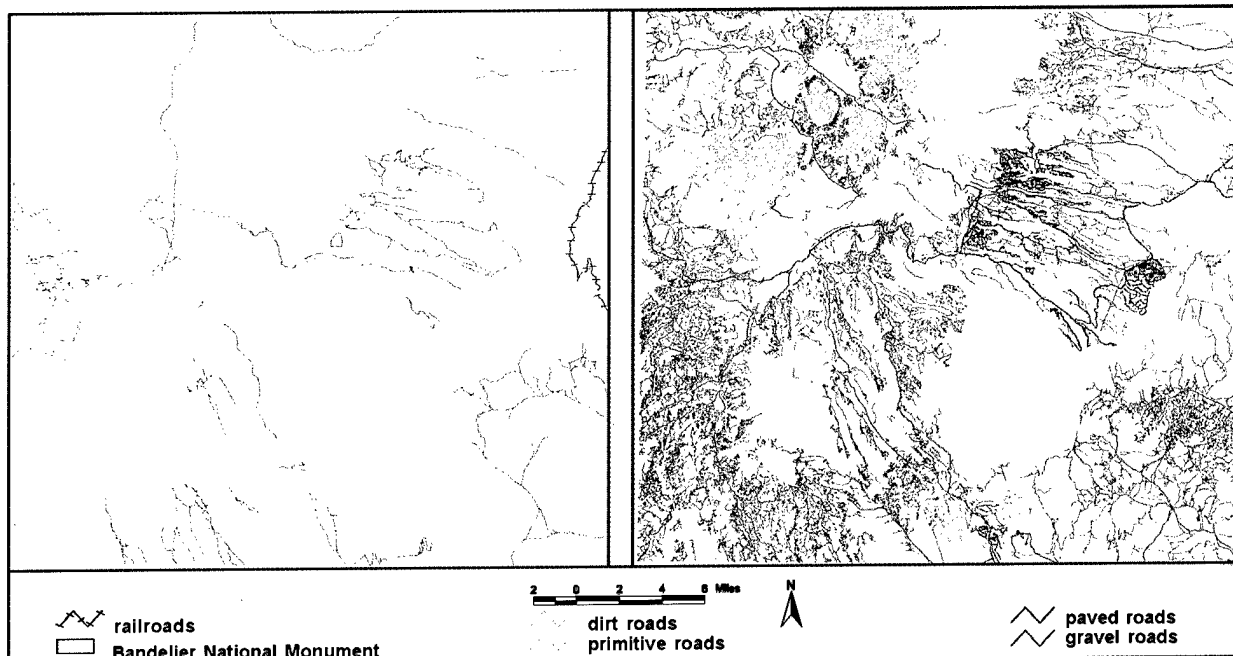 2 0 2 4 6 Miles
N
railroads
Bandelier National Monument
dirt roads
primitive roads
paved roads
gravel roads